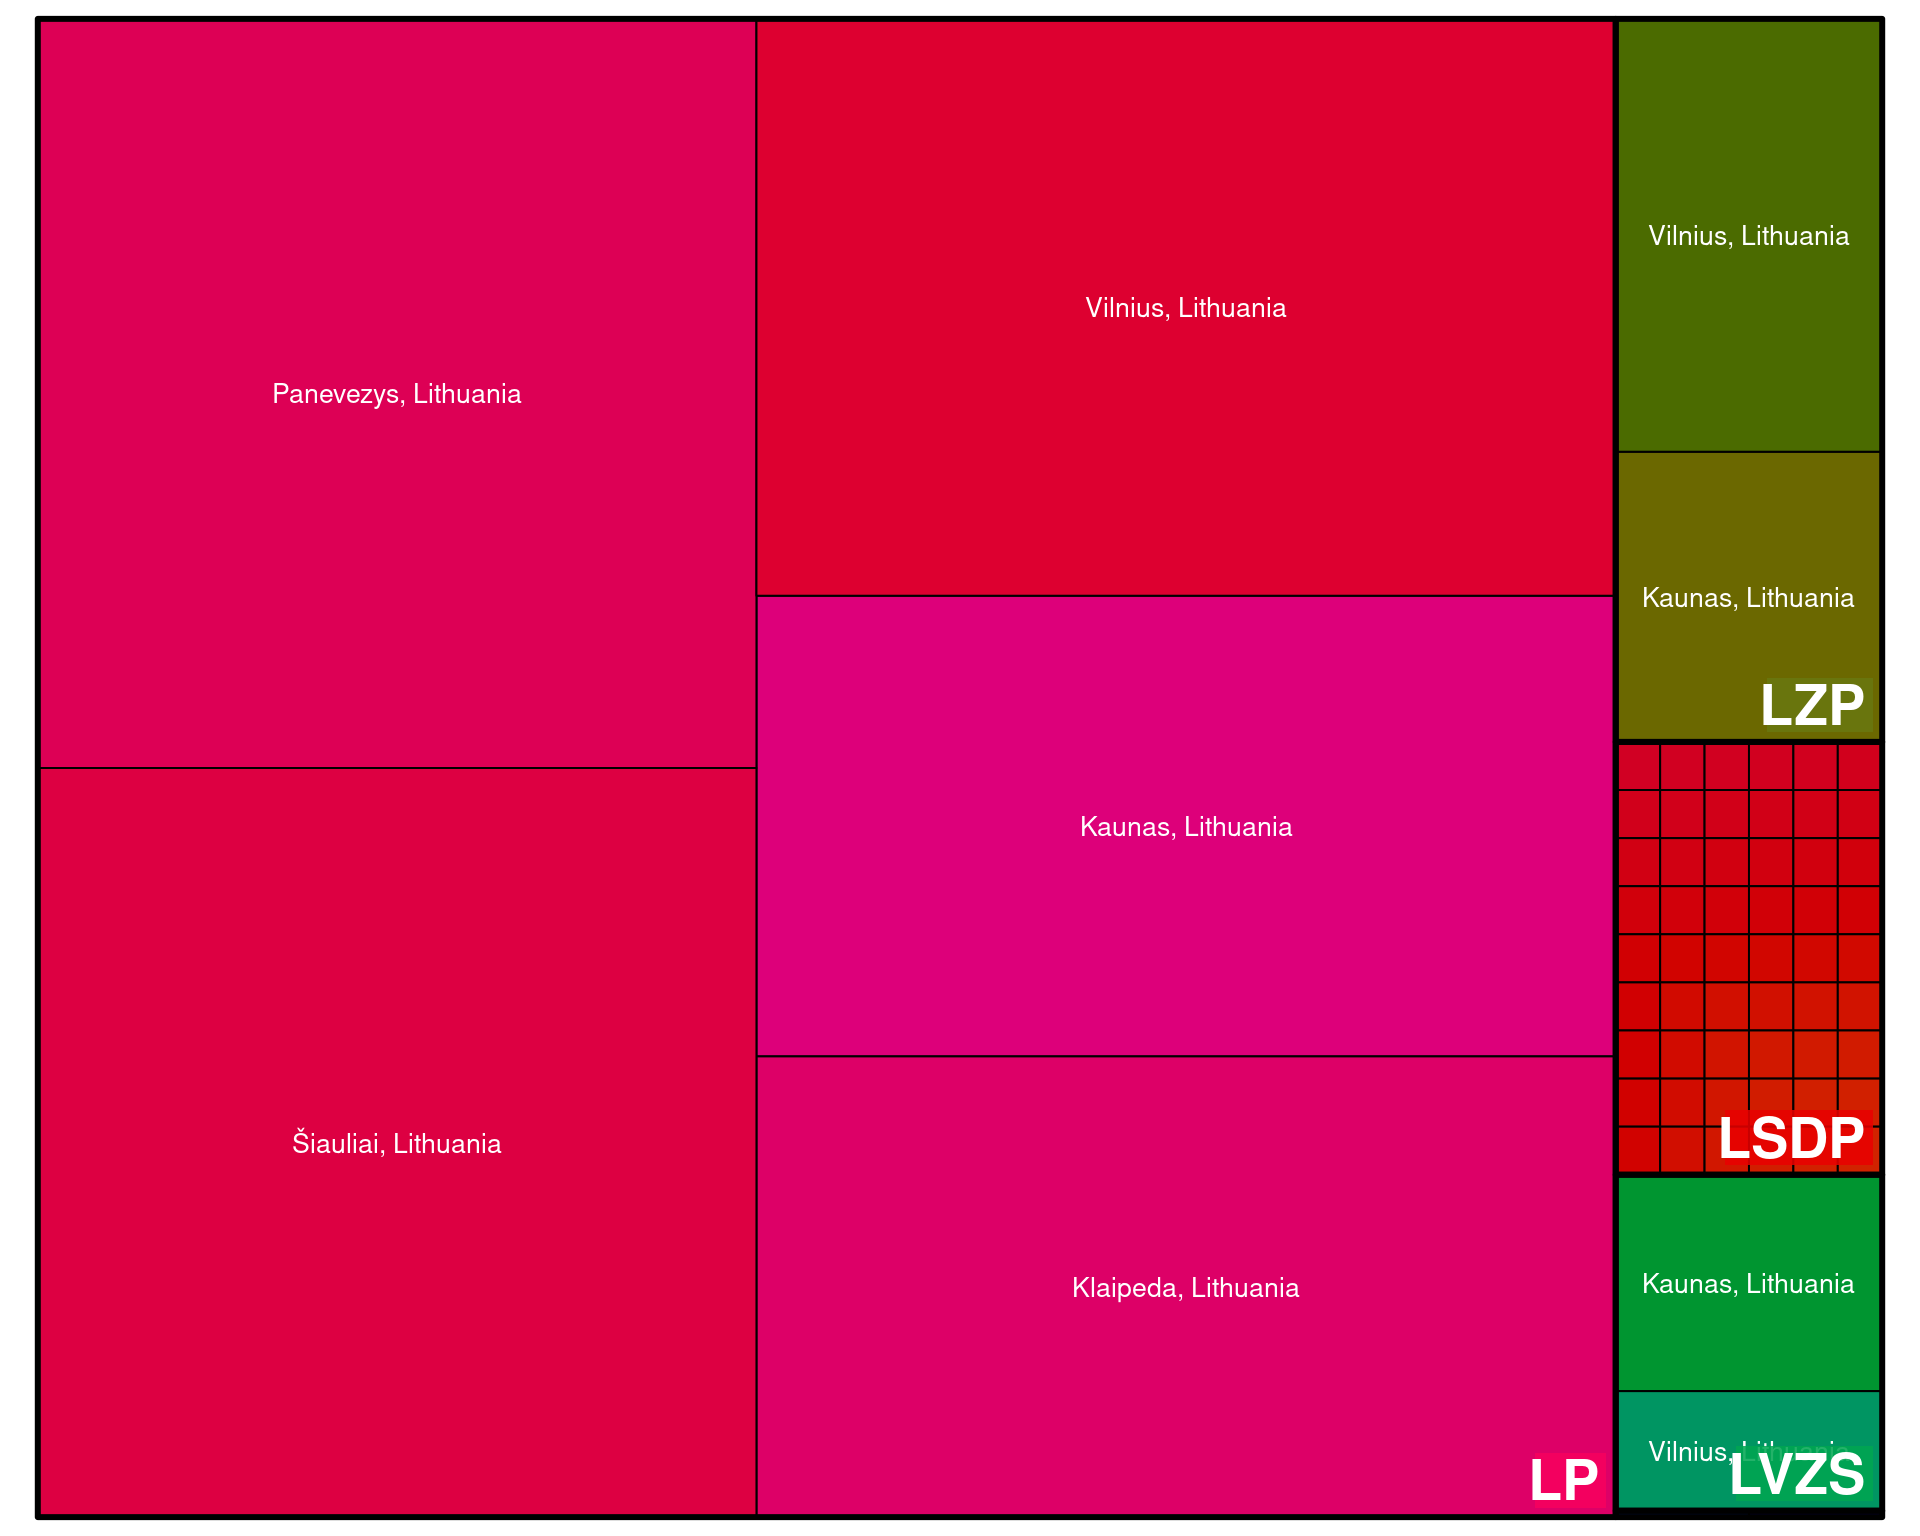 Panevezys, Lithuania
Šiauliai, Lithuania
Vilnius, Lithuania
Kaunas, Lithuania
Klaipeda, Lithuania
LP
Vilnius, Lithuania
Kaunas, Lithuania
LZP
LSDP
Kaunas, Lithuania
Vilnius, Lithuania
LVZS